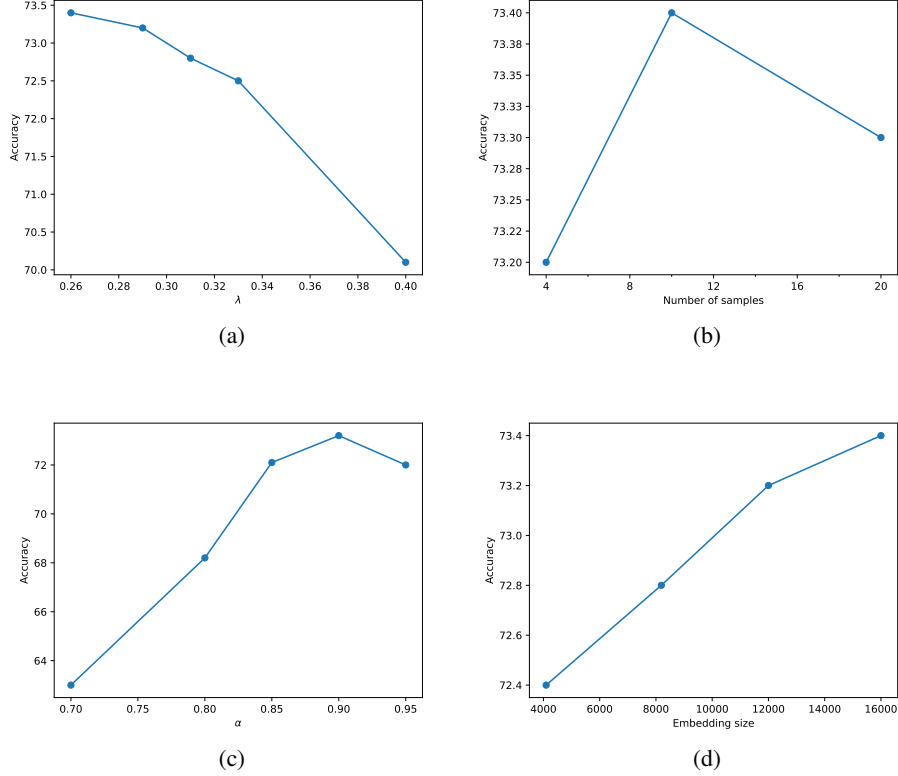 73.5
73.0
72.5
72.0
71.5
71.0
70.5
70.0
Accuracy
0.26 0.28 0.30 0.32 0.34 0.36 0.38 0.40
λ
(a)
73.40
73.38
73.35
73.33
73.30
73.28
73.25
73.22
73.20
Accuracy
4 8 12 16 20
Number of samples
(b)
72
70
68
66
64
Accuracy
0.70 0.75 0.80 0.85 0.90 0.95
α
(c)
73.4
73.2
73.0
72.8
72.6
72.4
Accuracy
4000 6000 8000 10000 12000 14000 16000
Embedding size
(d)